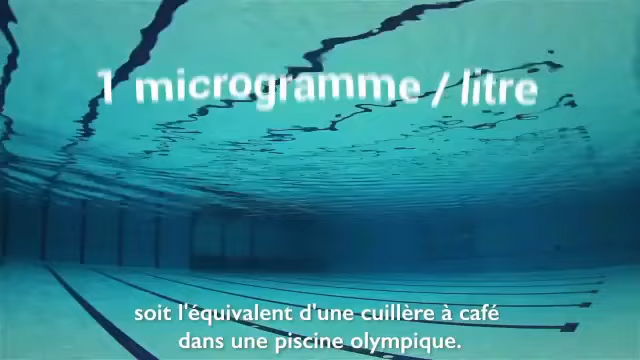 1 microgramme / litre
soit l'équivalent d'une cuillère à café
dans une piscine olympique.